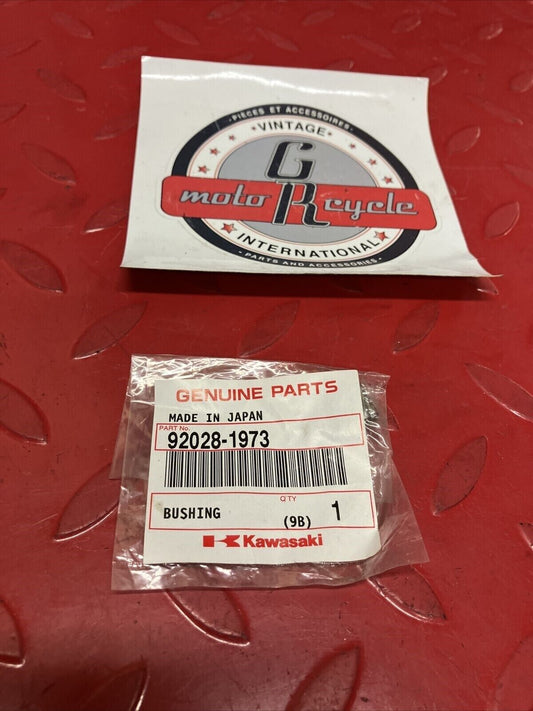 • PIECES ET ACCESSOIRES •
• VINTAGE •
G
moto R cycle
INTERNATIONAL
• PARTS AND ACCESSORIES •
GENUINE PARTS
MADE IN JAPAN
PART No.
92028-1973
BUSHING
Q'TY
(9B) 1
Kawasaki